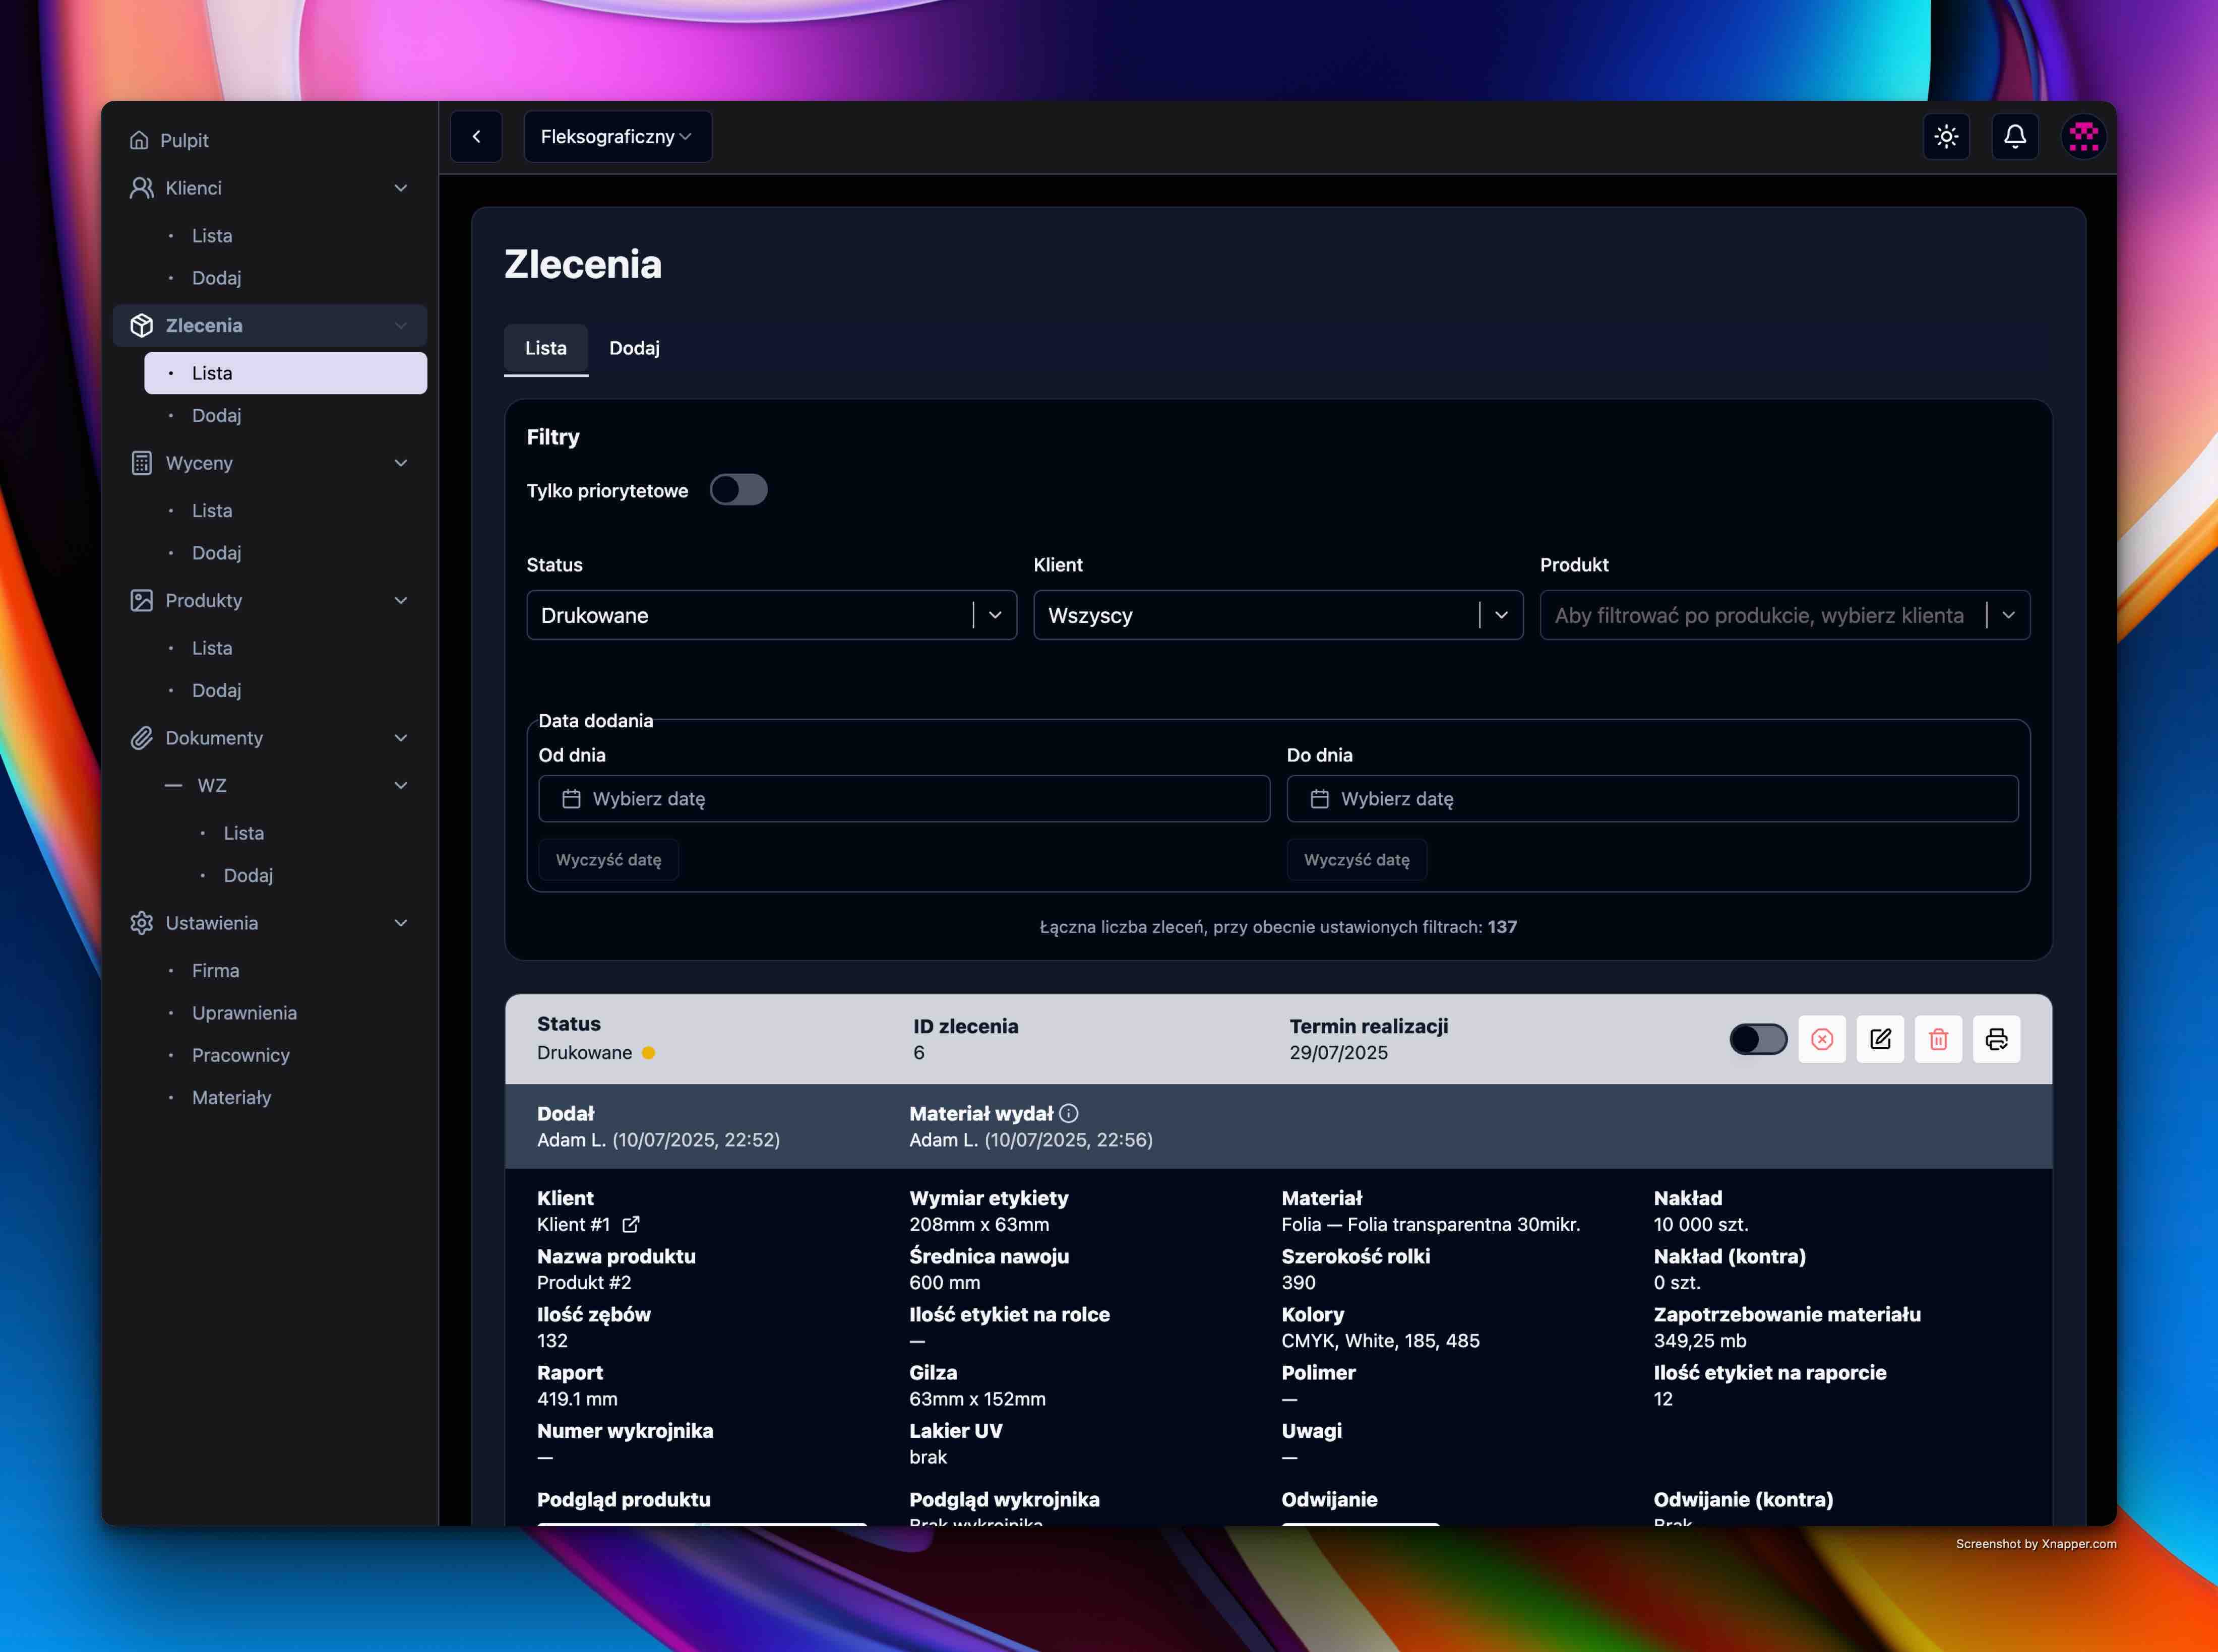 Pulpit
Klienci
Lista
Dodaj
Zlecenia
Lista
Dodaj
Wyceny
Lista
Dodaj
Produkty
Lista
Dodaj
Dokumenty
WZ
Lista
Dodaj
Ustawienia
Firma
Uprawnienia
Pracownicy
Materiały
Fleksograficzny
Zlecenia
Lista
Dodaj
Filtry
Tylko priorytetowe
Status
Klient
Produkt
Drukowane
Wszyscy
Aby filtrować po produkcie, wybierz klienta
Data dodania
Od dnia
Do dnia
Wybierz datę
Wybierz datę
Wyczyść datę
Wyczyść datę
Łączna liczba zleceń, przy obecnie ustawionych filtrach: 137
Status
Drukowane
ID zlecenia
6
Termin realizacji
29/07/2025
Dodał
Adam L. (10/07/2025, 22:52)
Materiał wydał
Adam L. (10/07/2025, 22:56)
Klient
Klient #1
Wymiar etykiety
208mm x 63mm
Materiał
Folia — Folia transparentna 30mikr.
Nakład
10 000 szt.
Nazwa produktu
Produkt #2
Średnica nawoju
600 mm
Szerokość rolki
390
Nakład (kontra)
0 szt.
Ilość zębów
132
Ilość etykiet na rolce
—
Kolory
CMYK, White, 185, 485
Zapotrzebowanie materiału
349,25 mb
Raport
419.1 mm
Gilza
63mm x 152mm
Polimer
—
Ilość etykiet na raporcie
12
Numer wykrojnika
—
Lakier UV
brak
Uwagi
—
Podgląd produktu
Podgląd wykrojnika
Brak wykrojnika
Odwijanie
Odwijanie (kontra)
Brak
Screenshot by Xnapper.com